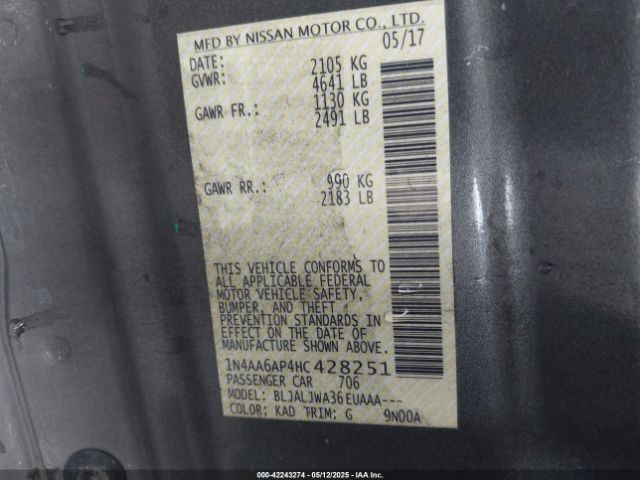 MFD BY NISSAN MOTOR CO., LTD.
DATE: 05/17
GVWR: 2105 KG
4641 LB
GAWR FR.: 1130 KG
2491 LB
GAWR RR.: 990 KG
2183 LB
THIS VEHICLE CONFORMS TO
ALL APPLICABLE FEDERAL
MOTOR VEHICLE SAFETY,
BUMPER, AND THEFT
PREVENTION STANDARDS IN
EFFECT ON THE DATE OF
MANUFACTURE SHOWN ABOVE.
1N4AA6AP4HC428251
PASSENGER CAR 706
MODEL: BLJALJWA36EUAAA---
COLOR: KAD TRIM: G 9N00A
000-42243274 - 05/12/2025 - IAAI.COM